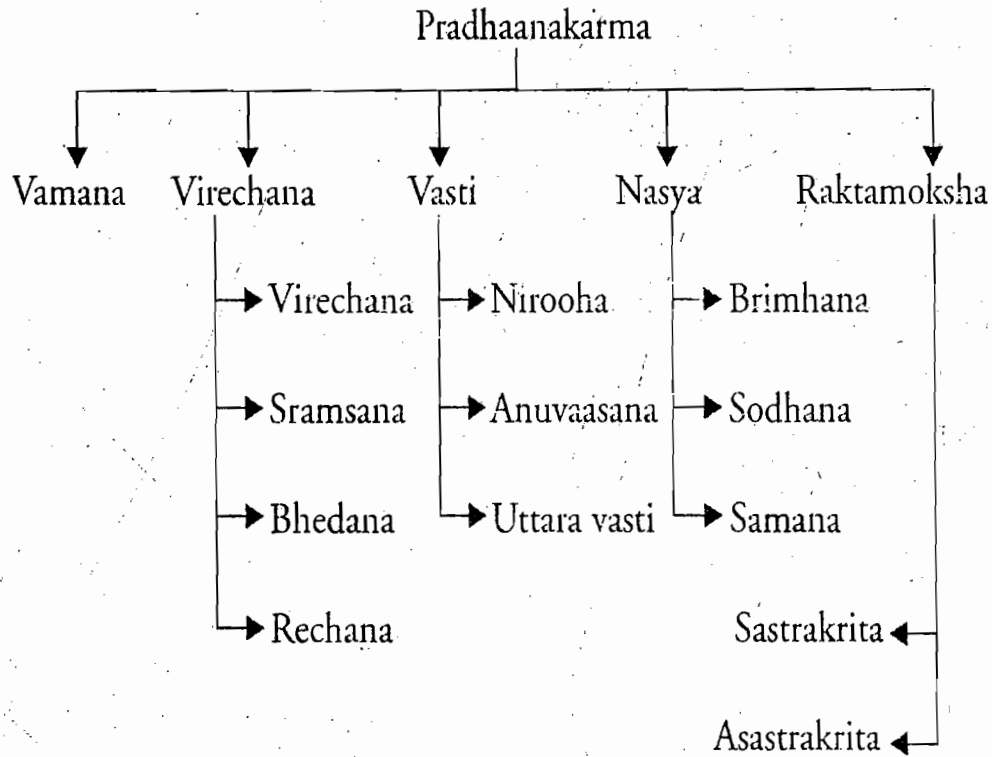 Pradhaanakarma
Vamana Virechana Vasti Nasya Raktamoksha
Virechana Nirooha Brimhana
Sramsana Anuvaasana Sodhana
Bhedana Uttara vasti Samana
Rechana Sastrakrita
Asastrakrita